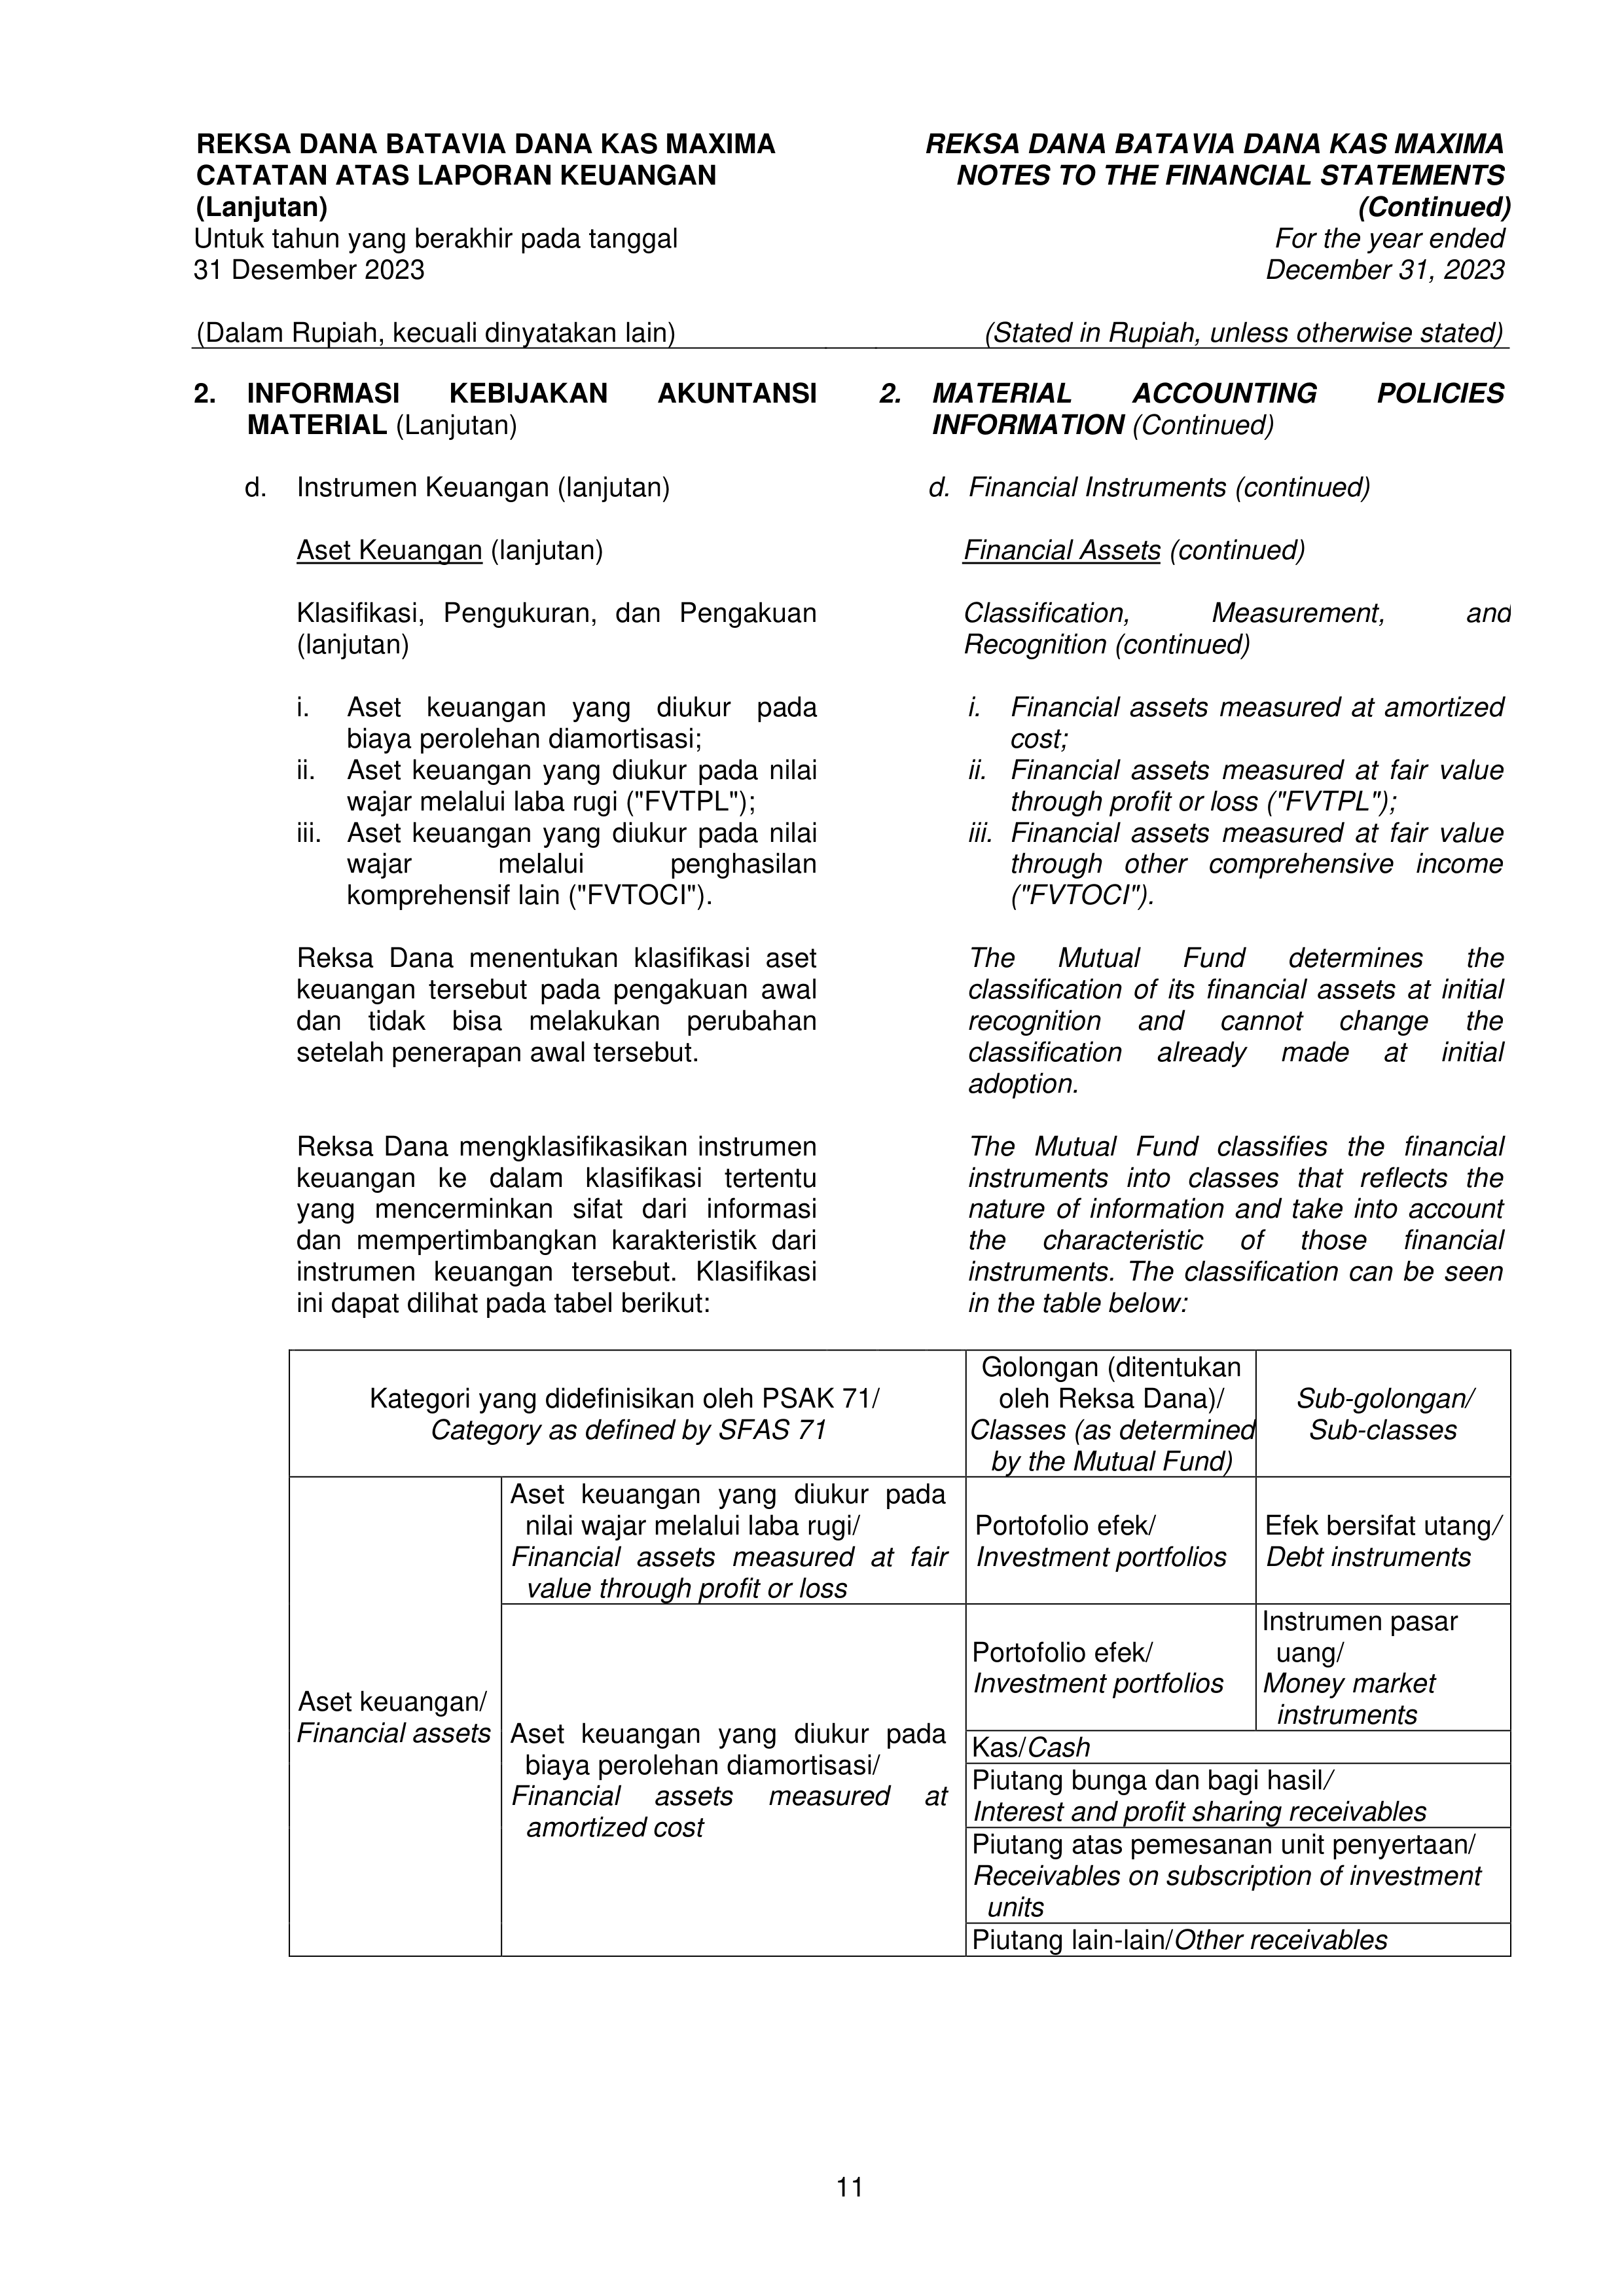 REKSA DANA BATAVIA DANA KAS MAXIMA
CATATAN ATAS LAPORAN KEUANGAN
(Lanjutan)
Untuk tahun yang berakhir pada tanggal
31 Desember 2023
(Dalam Rupiah, kecuali dinyatakan lain)
REKSA DANA BATAVIA DANA KAS MAXIMA
NOTES TO THE FINANCIAL STATEMENTS
(Continued)
For the year ended
December 31, 2023
(Stated in Rupiah, unless otherwise stated)
2. INFORMASI KEBIJAKAN AKUNTANSI
MATERIAL (Lanjutan)
d. Instrumen Keuangan (lanjutan)
Aset Keuangan (lanjutan)
Klasifikasi, Pengukuran, dan Pengakuan
(lanjutan)
i. Aset keuangan yang diukur pada
biaya perolehan diamortisasi;
ii. Aset keuangan yang diukur pada nilai
wajar melalui laba rugi ("FVTPL");
iii. Aset keuangan yang diukur pada nilai
wajar melalui penghasilan
komprehensif lain ("FVTOCI").
Reksa Dana menentukan klasifikasi aset
keuangan tersebut pada pengakuan awal
dan tidak bisa melakukan perubahan
setelah penerapan awal tersebut.
Reksa Dana mengklasifikasikan instrumen
keuangan ke dalam klasifikasi tertentu
yang mencerminkan sifat dari informasi
dan mempertimbangkan karakteristik dari
instrumen keuangan tersebut. Klasifikasi
ini dapat dilihat pada tabel berikut:
2. MATERIAL ACCOUNTING POLICIES
INFORMATION (Continued)
d. Financial Instruments (continued)
Financial Assets (continued)
Classification, Measurement, and
Recognition (continued)
i. Financial assets measured at amortized
cost;
ii. Financial assets measured at fair value
through profit or loss ("FVTPL");
iii. Financial assets measured at fair value
through other comprehensive income
("FVTOCI").
The Mutual Fund determines the
classification of its financial assets at initial
recognition and cannot change the
classification already made at initial
adoption.
The Mutual Fund classifies the financial
instruments into classes that reflects the
nature of information and take into account
the characteristic of those financial
instruments. The classification can be seen
in the table below:
Kategori yang didefinisikan oleh PSAK 71/
Category as defined by SFAS 71
Golongan (ditentukan
oleh Reksa Dana)/
Classes (as determined
by the Mutual Fund)
Sub-golongan/
Sub-classes
Aset keuangan/
Financial assets
Aset keuangan yang diukur pada
nilai wajar melalui laba rugi/
Financial assets measured at fair
value through profit or loss
Portofolio efek/
Investment portfolios
Efek bersifat utang/
Debt instruments
Aset keuangan yang diukur pada
biaya perolehan diamortisasi/
Financial assets measured at
amortized cost
Portofolio efek/
Investment portfolios
Instrumen pasar
uang/
Money market
instruments
Kas/Cash
Piutang bunga dan bagi hasil/
Interest and profit sharing receivables
Piutang atas pemesanan unit penyertaan/
Receivables on subscription of investment
units
Piutang lain-lain/Other receivables
11